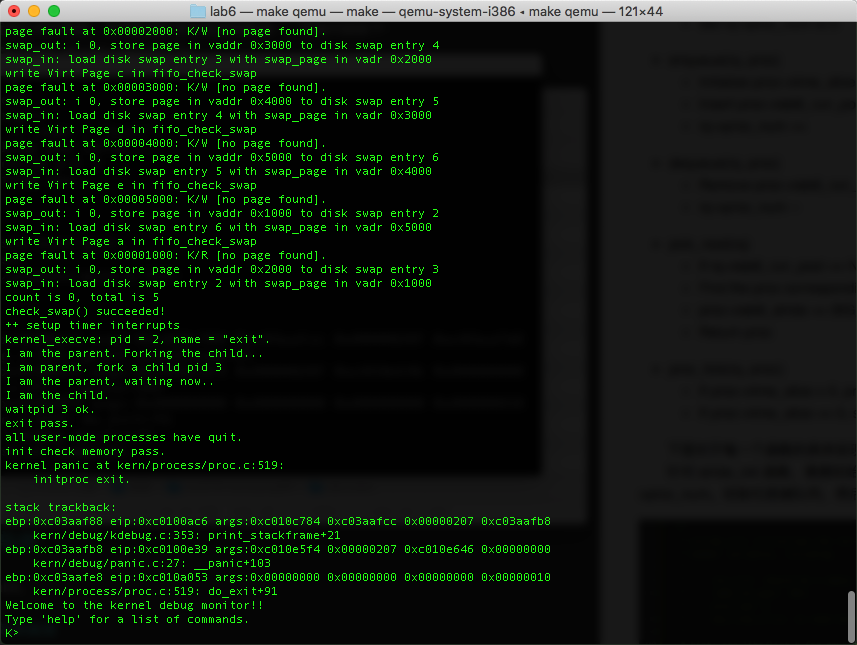 lab6 — make qemu — make — qemu-system-i386 ◂ make qemu — 121×44
page fault at 0x00002000: K/W [no page found].
swap_out: i 0, store page in vaddr 0x3000 to disk swap entry 4
swap_in: load disk swap entry 3 with swap_page in vadr 0x2000
write Virt Page c in fifo_check_swap
page fault at 0x00003000: K/W [no page found].
swap_out: i 0, store page in vaddr 0x4000 to disk swap entry 5
swap_in: load disk swap entry 4 with swap_page in vadr 0x3000
write Virt Page d in fifo_check_swap
page fault at 0x00004000: K/W [no page found].
swap_out: i 0, store page in vaddr 0x5000 to disk swap entry 6
swap_in: load disk swap entry 5 with swap_page in vadr 0x4000
write Virt Page e in fifo_check_swap
page fault at 0x00005000: K/W [no page found].
swap_out: i 0, store page in vaddr 0x1000 to disk swap entry 2
swap_in: load disk swap entry 6 with swap_page in vadr 0x5000
write Virt Page a in fifo_check_swap
page fault at 0x00001000: K/R [no page found].
swap_out: i 0, store page in vaddr 0x2000 to disk swap entry 3
swap_in: load disk swap entry 2 with swap_page in vadr 0x1000
count is 0, total is 5
check_swap() succeeded!
++ setup timer interrupts
kernel_execve: pid = 2, name = "exit".
I am the parent. Forking the child...
I am parent, fork a child pid 3
I am the parent, waiting now..
I am the child.
waitpid 3 ok.
exit pass.
all user-mode processes have quit.
init check memory pass.
kernel panic at kern/process/proc.c:519:
    initproc exit.

stack trackback:
ebp:0xc03aaf88 eip:0xc0100ac6 args:0xc010c784 0xc03aafcc 0x00000207 0xc03aafb8
    kern/debug/kdebug.c:353: print_stackframe+21
ebp:0xc03aafb8 eip:0xc0100e39 args:0xc010e5f4 0x00000207 0xc010e646 0x00000000
    kern/debug/panic.c:27: __panic+103
ebp:0xc03aafe8 eip:0xc010a053 args:0x00000000 0x00000000 0x00000000 0x00000010
    kern/process/proc.c:519: do_exit+91
Welcome to the kernel debug monitor!!
Type 'help' for a list of commands.
K>